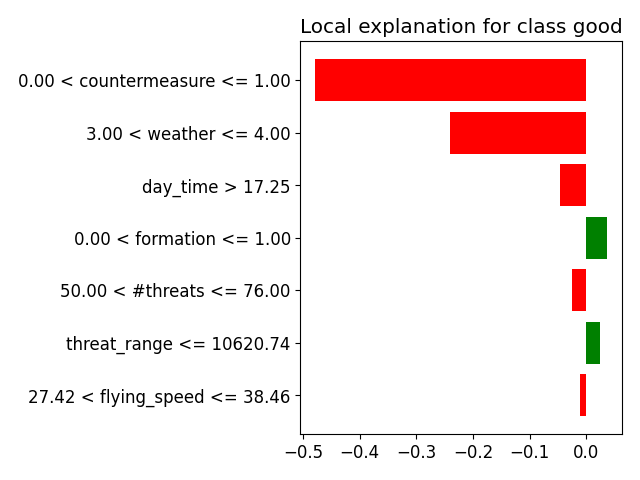 Local explanation for class good
0.00 < countermeasure <= 1.00
3.00 < weather <= 4.00
day_time > 17.25
0.00 < formation <= 1.00
50.00 < #threats <= 76.00
threat_range <= 10620.74
27.42 < flying_speed <= 38.46
−0.5 −0.4 −0.3 −0.2 −0.1 0.0